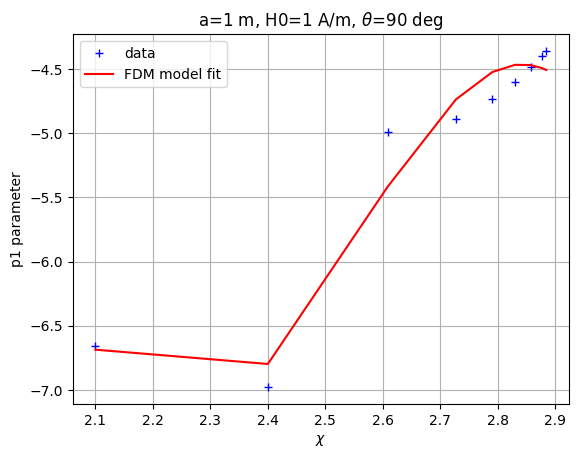 a=1 m, H0=1 A/m, θ=90 deg
data
FDM model fit
p1 parameter
−4.5
−5.0
−5.5
−6.0
−6.5
−7.0
2.1 2.2 2.3 2.4 2.5 2.6 2.7 2.8 2.9
χ